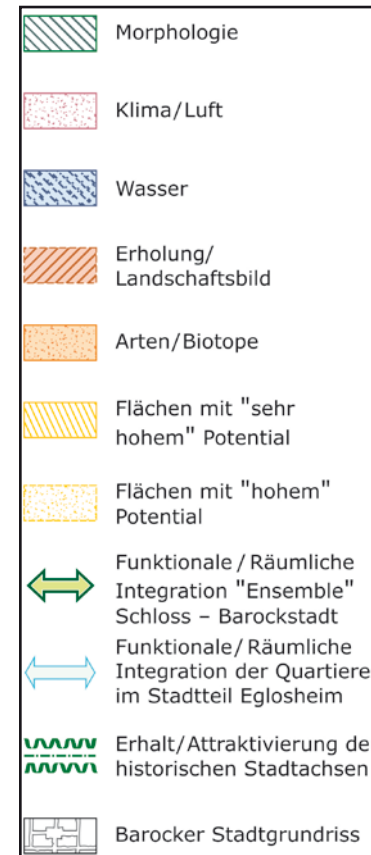 Morphologie
Klima/Luft
Wasser
Erholung/
Landschaftsbild
Arten/Biotope
Flächen mit "sehr
hohem" Potential
Flächen mit "hohem"
Potential
Funktionale/Räumliche
Integration "Ensemble"
Schloss – Barockstadt
Funktionale/Räumliche
Integration der Quartiere
im Stadtteil Eglosheim
Erhalt/Attraktivierung de
historischen Stadtachsen
Barocker Stadtgrundriss